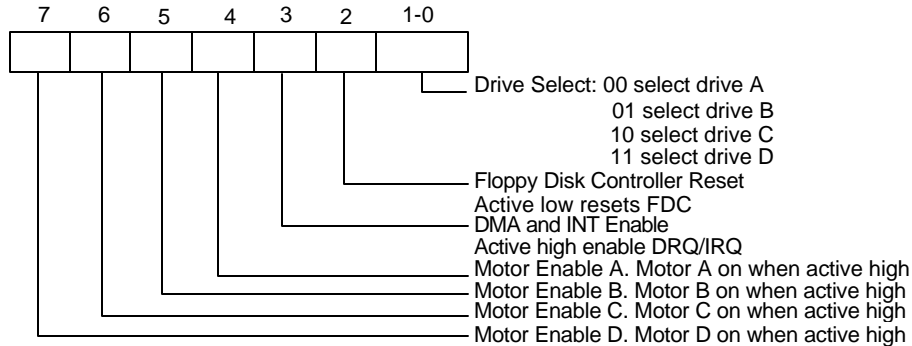 7 6 5 4 3 2 1-0
Drive Select: 00 select drive A
01 select drive B
10 select drive C
11 select drive D
Floppy Disk Controller Reset
Active low resets FDC
DMA and INT Enable
Active high enable DRQ/IRQ
Motor Enable A. Motor A on when active high
Motor Enable B. Motor B on when active high
Motor Enable C. Motor C on when active high
Motor Enable D. Motor D on when active high